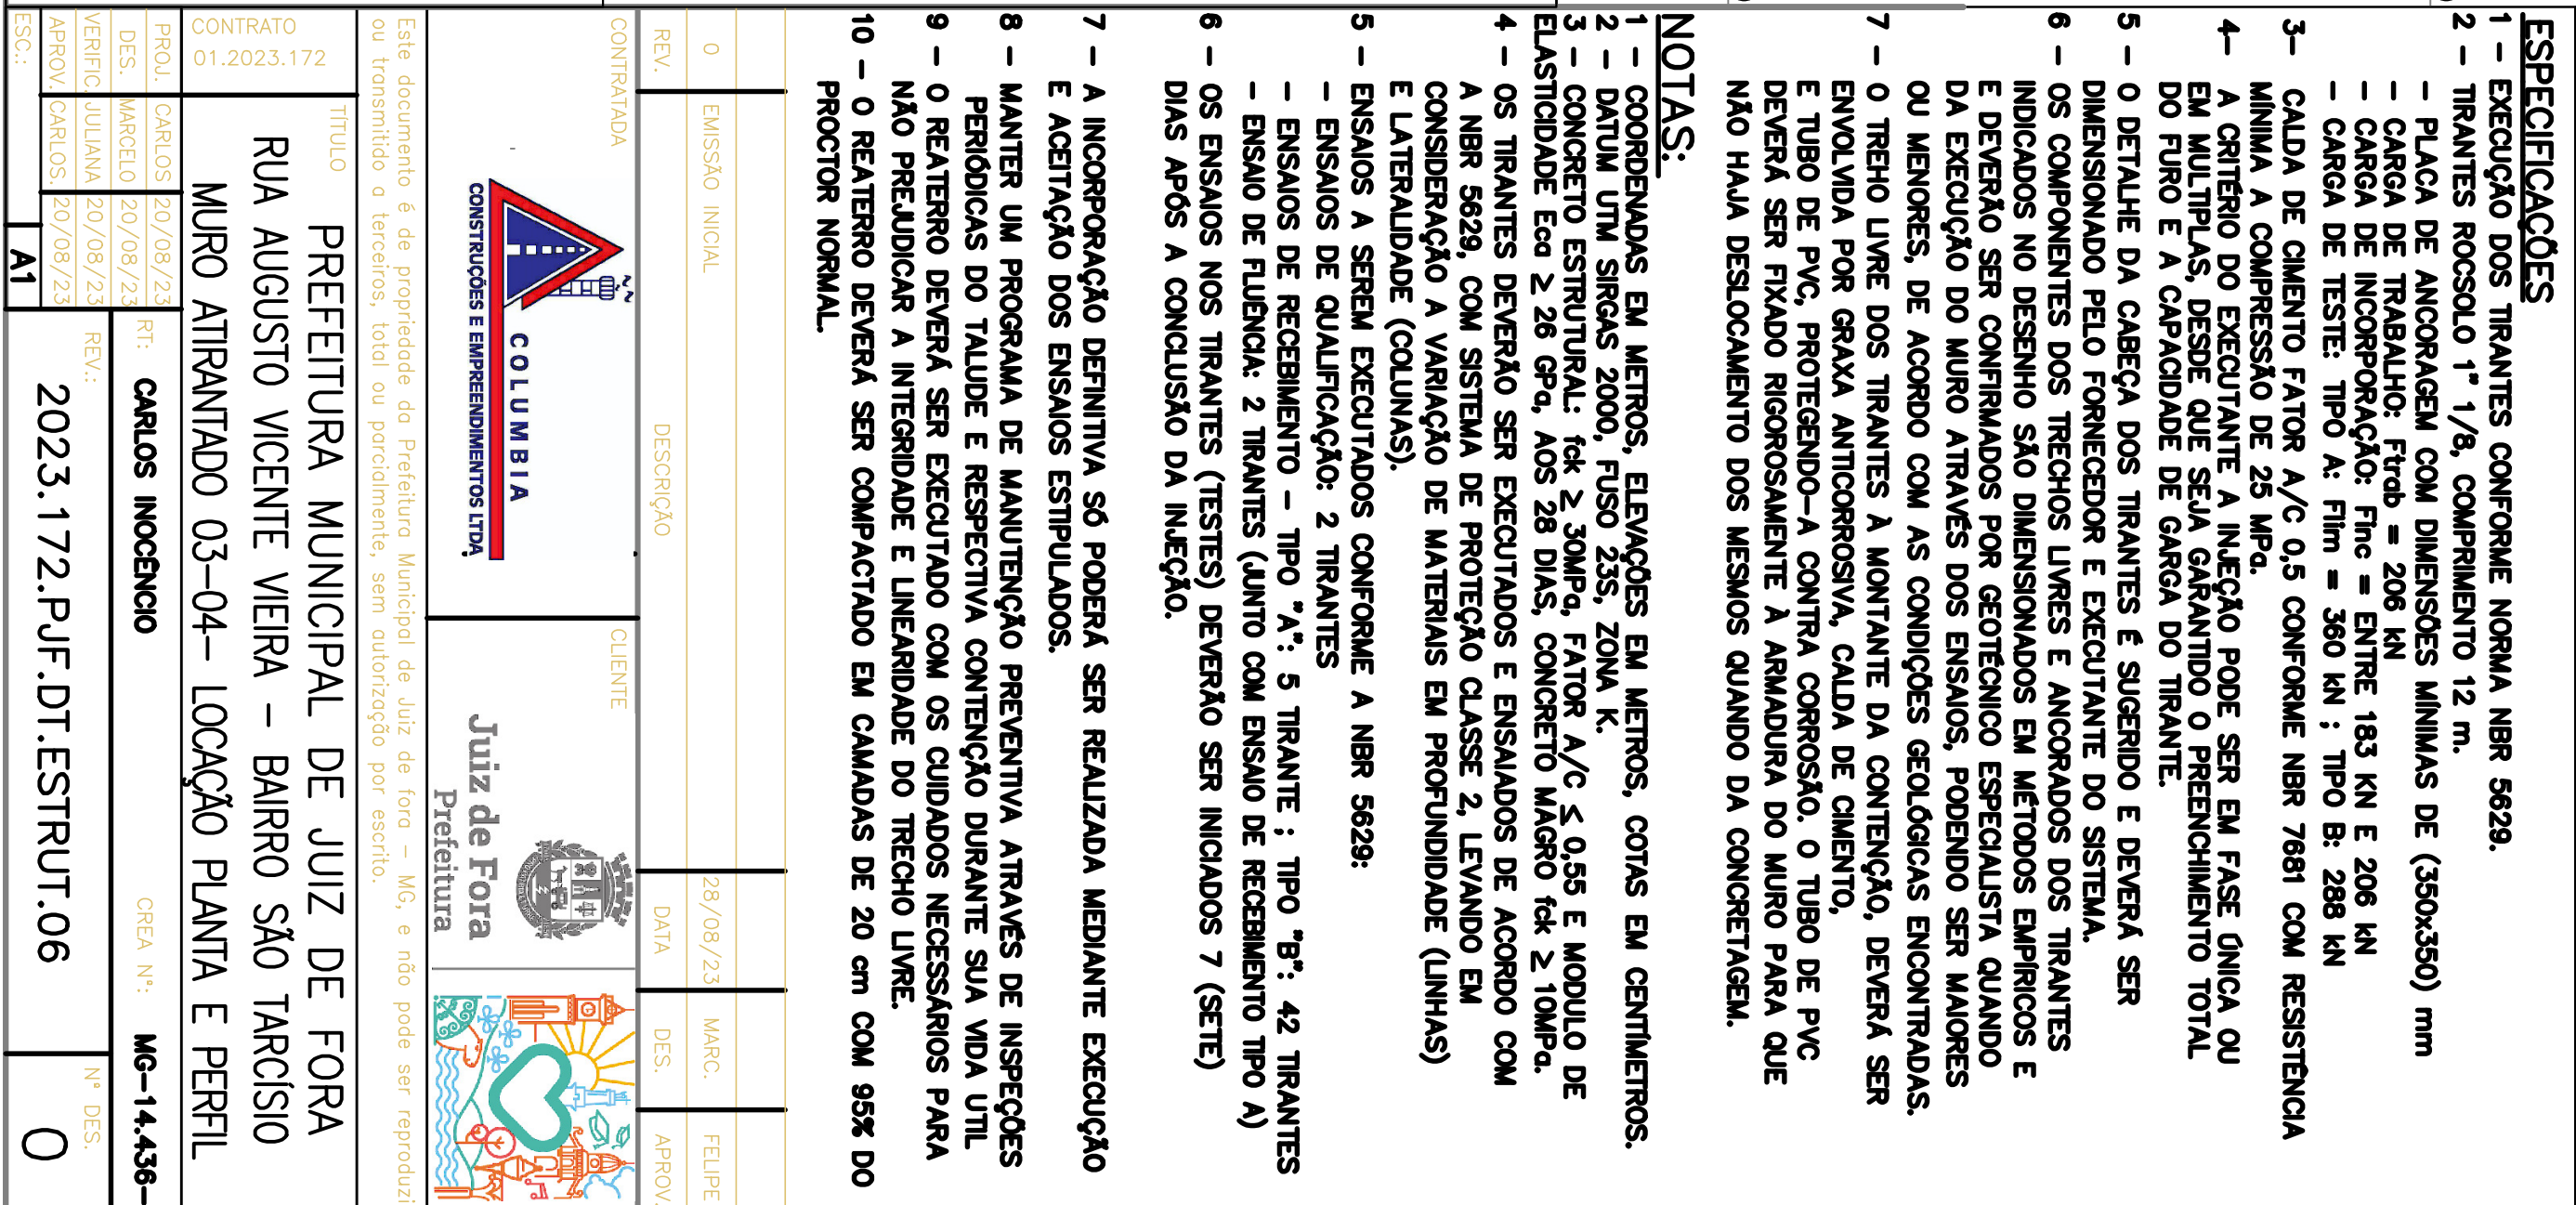 ESPECIFICAÇÕES
1 – EXECUÇÃO DOS TIRANTES CONFORME NORMA NBR 5629.
2 – TIRANTES ROCSOLO 1" 1/8, COMPRIMENTO 12 m.
– PLACA DE ANCORAGEM COM DIMENSÕES MÍNIMAS DE (350x350) mm
– CARGA DE TRABALHO: Ftrab = 206 kN
– CARGA DE INCORPORAÇÃO: Finc = ENTRE 183 KN E 206 kN
– CARGA DE TESTE: TIPO A: Flim = 360 kN ; TIPO B: 288 kN
3– CALDA DE CIMENTO FATOR A/C 0,5 CONFORME NBR 7681 COM RESISTÊNCIA
MÍNIMA A COMPRESSÃO DE 25 MPa.
4– A CRITÉRIO DO EXECUTANTE A INJEÇÃO PODE SER EM FASE ÚNICA OU
EM MULTIPLAS, DESDE QUE SEJA GARANTIDO O PREENCHIMENTO TOTAL
DO FURO E A CAPACIDADE DE GARGA DO TIRANTE.
5 – O DETALHE DA CABEÇA DOS TIRANTES É SUGERIDO E DEVERÁ SER
DIMENSIONADO PELO FORNECEDOR E EXECUTANTE DO SISTEMA.
6 – OS COMPONENTES DOS TRECHOS LIVRES E ANCORADOS DOS TIRANTES
INDICADOS NO DESENHO SÃO DIMENSIONADOS EM MÉTODOS EMPÍRICOS E
E DEVERÃO SER CONFIRMADOS POR GEOTÉCNICO ESPECIALISTA QUANDO
DA EXECUÇÃO DO MURO ATRAVÉS DOS ENSAIOS, PODENDO SER MAIORES
OU MENORES, DE ACORDO COM AS CONDIÇÕES GEOLÓGICAS ENCONTRADAS.
7 – O TREHO LIVRE DOS TIRANTES À MONTANTE DA CONTENÇÃO, DEVERÁ SER
ENVOLVIDA POR GRAXA ANTICORROSIVA, CALDA DE CIMENTO,
E TUBO DE PVC, PROTEGENDO–A CONTRA CORROSÃO. O TUBO DE PVC
DEVERÁ SER FIXADO RIGOROSAMENTE À ARMADURA DO MURO PARA QUE
NÃO HAJA DESLOCAMENTO DOS MESMOS QUANDO DA CONCRETAGEM.
NOTAS:
1 – COORDENADAS EM METROS, ELEVAÇÕES EM METROS, COTAS EM CENTÍMETROS.
2 – DATUM UTM SIRGAS 2000, FUSO 23S, ZONA K.
3 – CONCRETO ESTRUTURAL: fck ≥ 30MPa, FATOR A/C ≤ 0,55 E MODULO DE
ELASTICIDADE Eca ≥ 26 GPa, AOS 28 DIAS, CONCRETO MAGRO fck ≥ 10MPa.
4 – OS TIRANTES DEVERÃO SER EXECUTADOS E ENSAIADOS DE ACORDO COM
A NBR 5629, COM SISTEMA DE PROTEÇÃO CLASSE 2, LEVANDO EM
CONSIDERAÇÃO A VARIAÇÃO DE MATERIAIS EM PROFUNDIDADE (LINHAS)
E LATERALIDADE (COLUNAS).
5 – ENSAIOS A SEREM EXECUTADOS CONFORME A NBR 5629:
– ENSAIOS DE QUALIFICAÇÃO: 2 TIRANTES
– ENSAIOS DE RECEBIMENTO – TIPO "A": 5 TIRANTE ; TIPO "B": 42 TIRANTES
– ENSAIO DE FLUÊNCIA: 2 TIRANTES (JUNTO COM ENSAIO DE RECEBIMENTO TIPO A)
6 – OS ENSAIOS NOS TIRANTES (TESTES) DEVERÃO SER INICIADOS 7 (SETE)
DIAS APÓS A CONCLUSÃO DA INJEÇÃO.
7 – A INCORPORAÇÃO DEFINITIVA SÓ PODERÁ SER REALIZADA MEDIANTE EXECUÇÃO
E ACEITAÇÃO DOS ENSAIOS ESTIPULADOS.
8 – MANTER UM PROGRAMA DE MANUTENÇÃO PREVENTIVA ATRAVÉS DE INSPEÇÕES
PERIÓDICAS DO TALUDE E RESPECTIVA CONTENÇÃO DURANTE SUA VIDA UTIL
9 – O REATERRO DEVERÁ SER EXECUTADO COM OS CUIDADOS NECESSÁRIOS PARA
NÃO PREJUDICAR A INTEGRIDADE E LINEARIDADE DO TRECHO LIVRE.
10 – O REATERRO DEVERÁ SER COMPACTADO EM CAMADAS DE 20 cm COM 95% DO
PROCTOR NORMAL.
0 EMISSÃO INICIAL 28/08/23 MARC. FELIPE
REV. DESCRIÇÃO DATA DES. APROV.
CONTRATADA
COLUMBIA
CONSTRUÇÕES E EMPREENDIMENTOS LTDA
CLIENTE
Juiz de Fora
Prefeitura
Este documento é de propriedade da Prefeitura Municipal de Juiz de fora – MG, e não pode ser reproduzi
ou transmitido a terceiros, total ou parcialmente, sem autorização por escrito.
TÍTULO
PREFEITURA MUNICIPAL DE JUIZ DE FORA
RUA AUGUSTO VICENTE VIEIRA – BAIRRO SÃO TARCÍSIO
MURO ATIRANTADO 03–04– LOCAÇÃO PLANTA E PERFIL
CONTRATO
01.2023.172
PROJ. CARLOS 20/08/23
DES. MARCELO 20/08/23
VERIFIC. JULIANA 20/08/23
APROV. CARLOS. 20/08/23
ESC.: A1
RT: CARLOS INOCÊNCIO CREA N°: MG–14.436–
REV.: N° DES.
2023.172.PJF.DT.ESTRUT.06 0